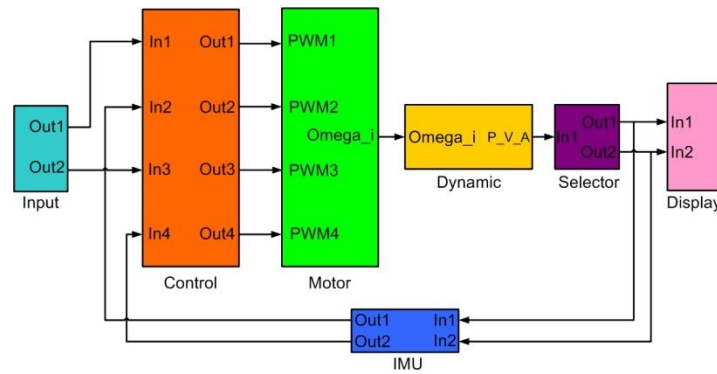 Out1
Out2
Input
In1
In2
In3
In4
Out1
Out2
Out3
Out4
Control
PWM1
PWM2
PWM3
PWM4
Omega_i
Motor
Omega_i
P_V_A
Dynamic
In1
Out1
Out2
Selector
In1
In2
Display
Out1
Out2
In1
In2
IMU